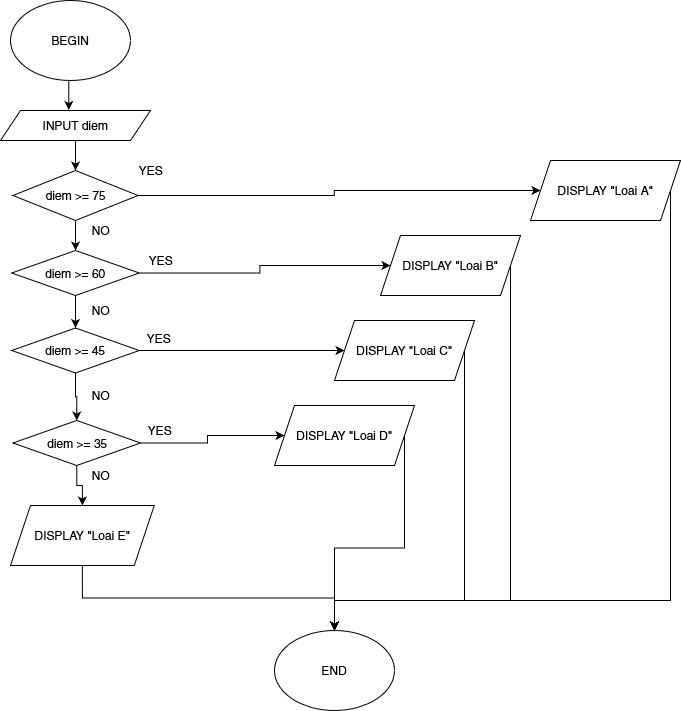 BEGIN
INPUT diem
YES
diem >= 75
DISPLAY "Loai A"
NO
YES
diem >= 60
DISPLAY "Loai B"
NO
YES
diem >= 45
DISPLAY "Loai C"
NO
YES
diem >= 35
DISPLAY "Loai D"
NO
DISPLAY "Loai E"
END